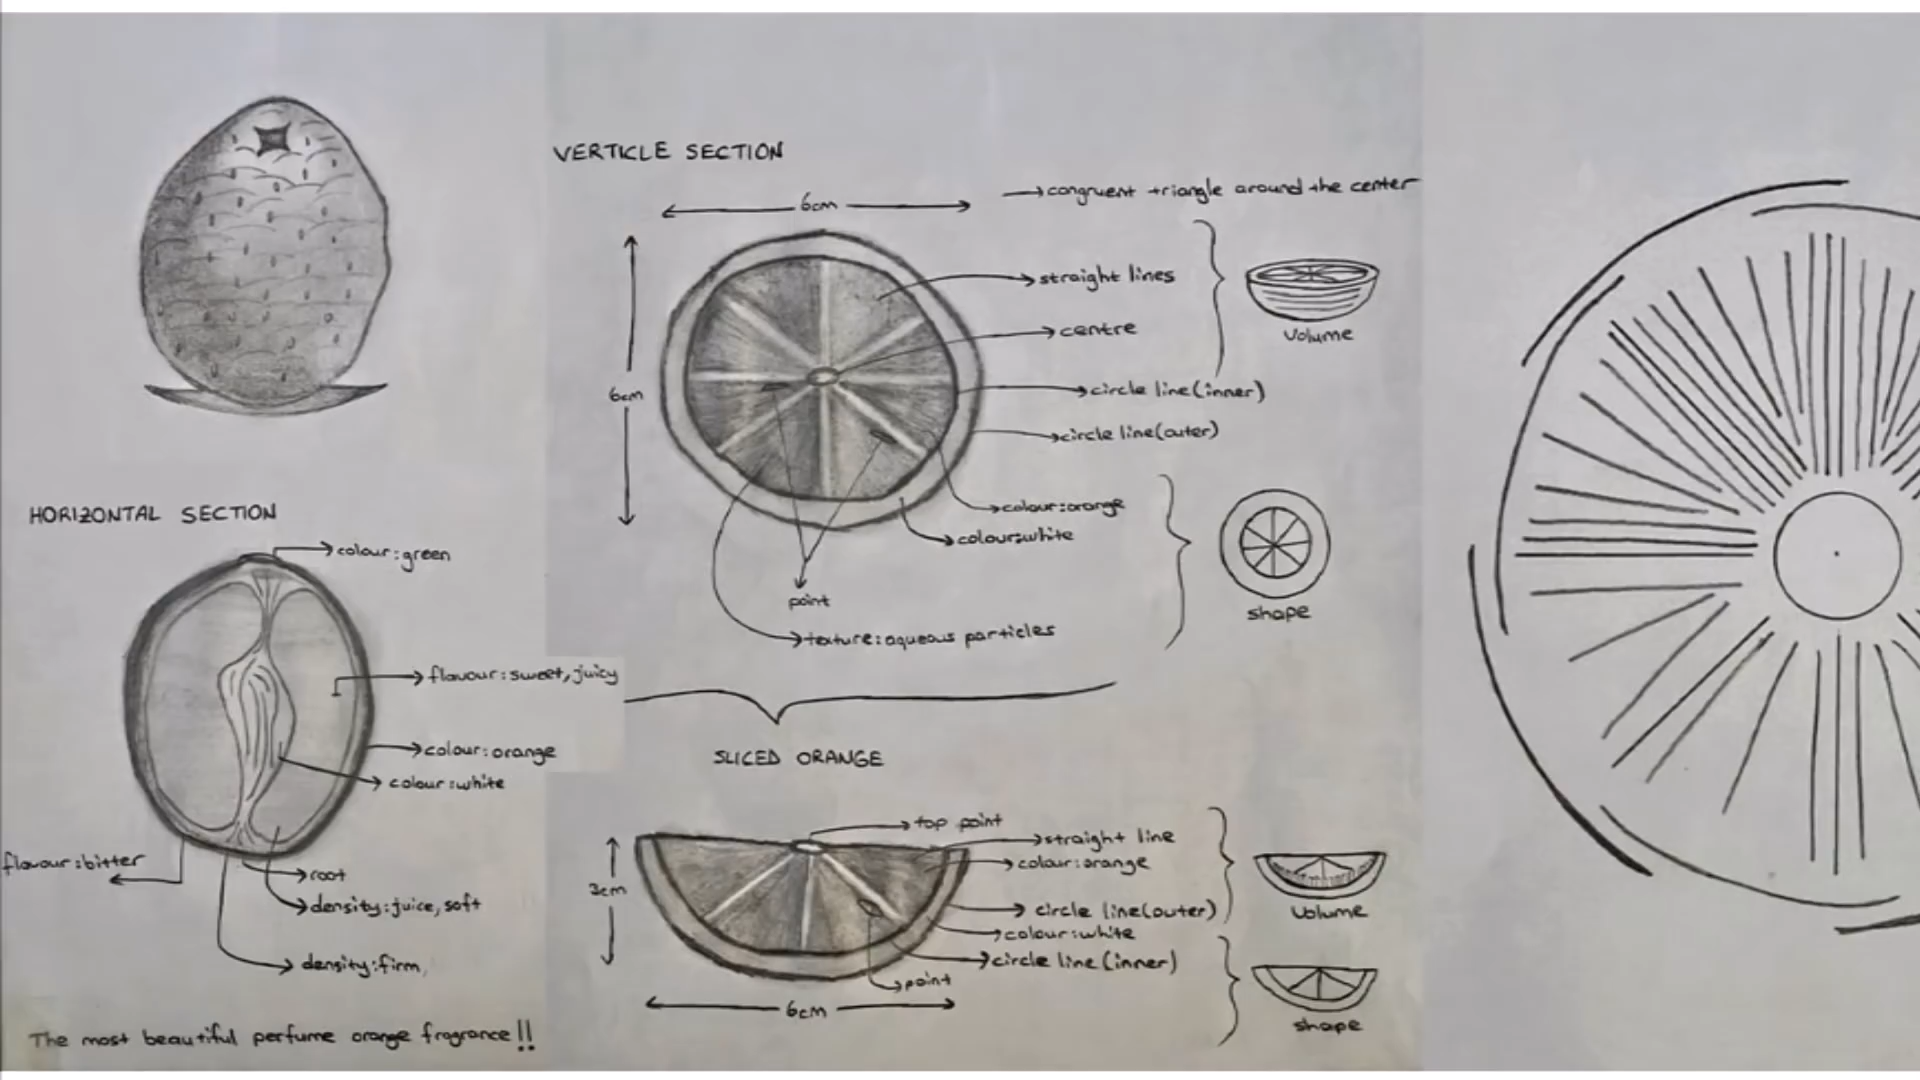 VERTICLE SECTION
6cm
→congruent triangle around the center
6cm
straight lines
centre
circle line(inner)
circle line(outer)
Volume
colour:orange
colour:white
point
texture:aqueous particles
shape
HORIZONTAL SECTION
colour:green
flavour:sweet,juicy
colour:orange
colour:white
flavour:bitter
root
density:juice,soft
density:firm
The most beautiful perfume orange fragrance!!
SLICED ORANGE
top point
straight line
colour:orange
3cm
circle line(outer)
colour:white
circle line(inner)
point
6cm
Volume
shape